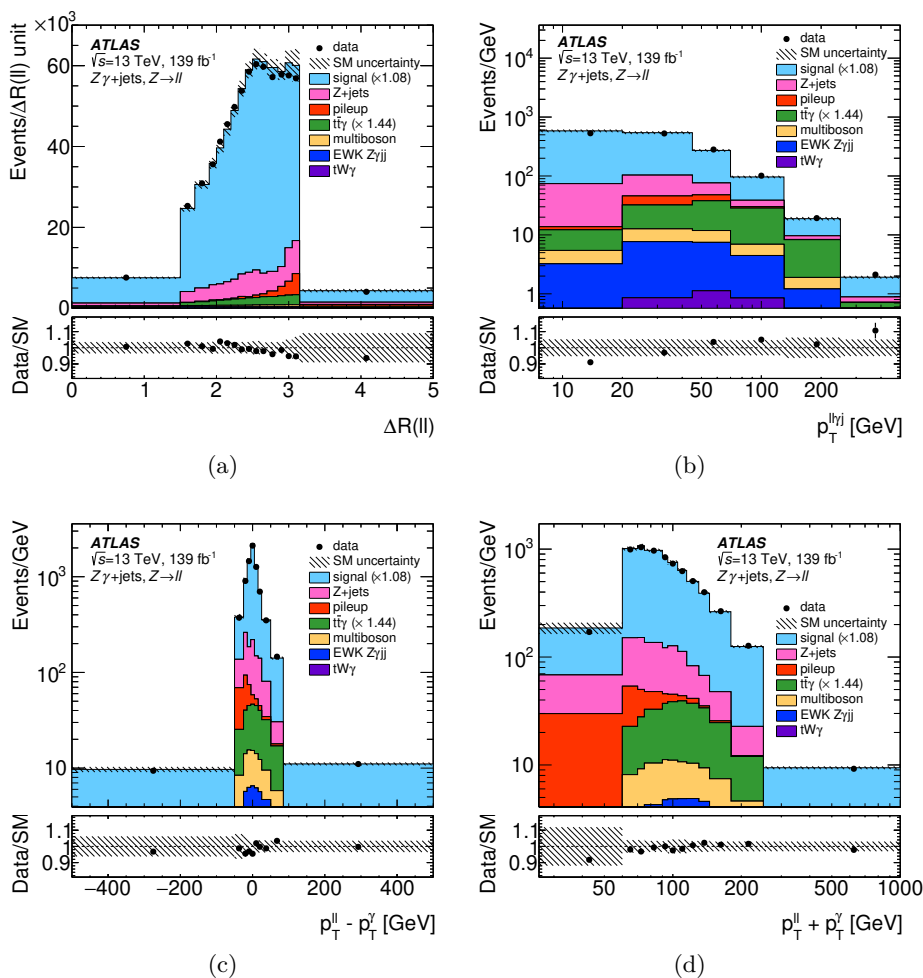 ×10³
Events/ΔR(ll) unit
60
40
20
0
ATLAS
√s=13 TeV, 139 fb⁻¹
Zγ+jets, Z→ll
data
SM uncertainty
signal (×1.08)
Z+jets
pileup
tt̄γ (× 1.44)
multiboson
EWK Zγjj
tWγ
Data/SM
1.1
1
0.9
0 1 2 3 4 5
ΔR(ll)
(a)
Events/GeV
10⁴
10³
10²
10
1
ATLAS
√s=13 TeV, 139 fb⁻¹
Zγ+jets, Z→ll
data
SM uncertainty
signal (×1.08)
Z+jets
pileup
tt̄γ (× 1.44)
multiboson
EWK Zγjj
tWγ
Data/SM
1.1
1
0.9
10 20 100 200
p_T^{llγj} [GeV]
(b)
Events/GeV
10³
10²
10
ATLAS
√s=13 TeV, 139 fb⁻¹
Zγ+jets, Z→ll
data
SM uncertainty
signal (×1.08)
Z+jets
pileup
tt̄γ (× 1.44)
multiboson
EWK Zγjj
tWγ
Data/SM
1.1
1
0.9
−400 −200 0 200 400
p_T^{ll} - p_T^{γ} [GeV]
(c)
Events/GeV
10³
10²
10
ATLAS
√s=13 TeV, 139 fb⁻¹
Zγ+jets, Z→ll
data
SM uncertainty
signal (×1.08)
Z+jets
pileup
tt̄γ (× 1.44)
multiboson
EWK Zγjj
tWγ
Data/SM
1.1
1
0.9
50 100 1000
p_T^{ll} + p_T^{γ} [GeV]
(d)